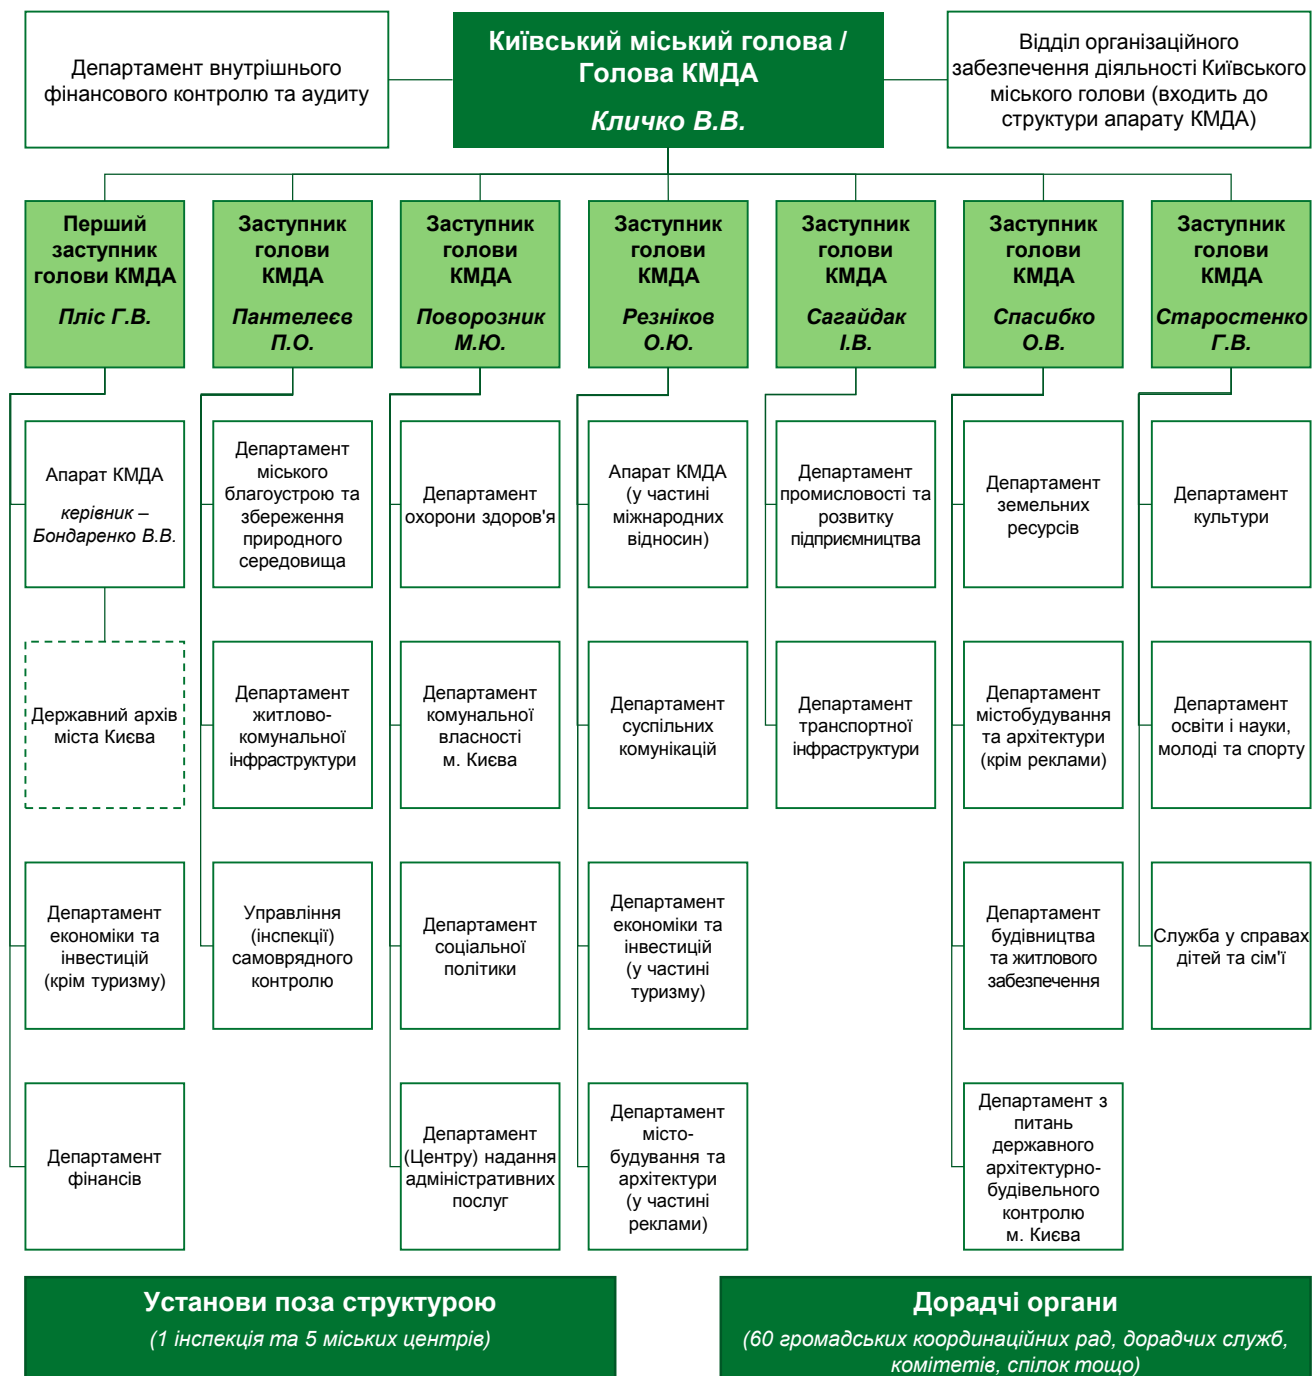 Департамент внутрішнього
фінансового контролю та аудиту
Київський міський голова /
Голова КМДА
Кличко В.В.
Відділ організаційного
забезпечення діяльності Київського
міського голови (входить до
структури апарату КМДА)
Перший
заступник
голови КМДА
Пліс Г.В.
Заступник
голови
КМДА
Пантелеєв
П.О.
Заступник
голови
КМДА
Поворозник
М.Ю.
Заступник
голови
КМДА
Резніков
О.Ю.
Заступник
голови
КМДА
Сагайдак
І.В.
Заступник
голови
КМДА
Спасибко
О.В.
Заступник
голови
КМДА
Старостенко
Г.В.
Апарат КМДА
керівник –
Бондаренко В.В.
Департамент
міського
благоустрою та
збереження
природного
середовища
Департамент
охорони здоров'я
Апарат КМДА
(у частині
міжнародних
відносин)
Департамент
промисловості та
розвитку
підприємництва
Департамент
земельних
ресурсів
Департамент
культури
Державний архів
міста Києва
Департамент
житлово-
комунальної
інфраструктури
Департамент
комунальної
власності
м. Києва
Департамент
суспільних
комунікацій
Департамент
транспортної
інфраструктури
Департамент
містобудування
та архітектури
(крім реклами)
Департамент
освіти і науки,
молоді та спорту
Департамент
економіки та
інвестицій
(крім туризму)
Управління
(інспекції)
самоврядного
контролю
Департамент
соціальної
політики
Департамент
економіки та
інвестицій
(у частині
туризму)
Департамент
будівництва
та житлового
забезпечення
Служба у справах
дітей та сім'ї
Департамент
фінансів
Департамент
(Центру) надання
адміністративних
послуг
Департамент
місто-
будування та
архітектури
(у частині
реклами)
Департамент з
питань
державного
архітектурно-
будівельного
контролю
м. Києва
Установи поза структурою
(1 інспекція та 5 міських центрів)
Дорадчі органи
(60 громадських координаційних рад, дорадчих служб,
комітетів, спілок тощо)